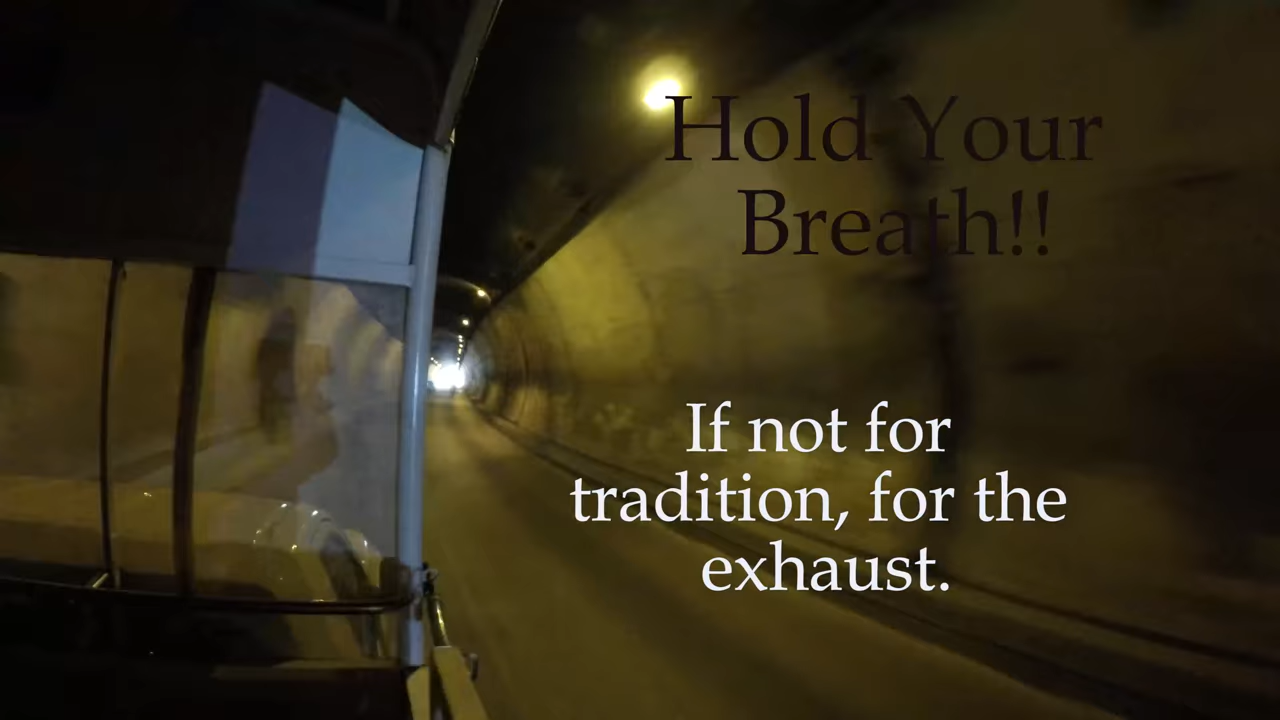 Hold Your
Breath!!
If not for
tradition, for the
exhaust.